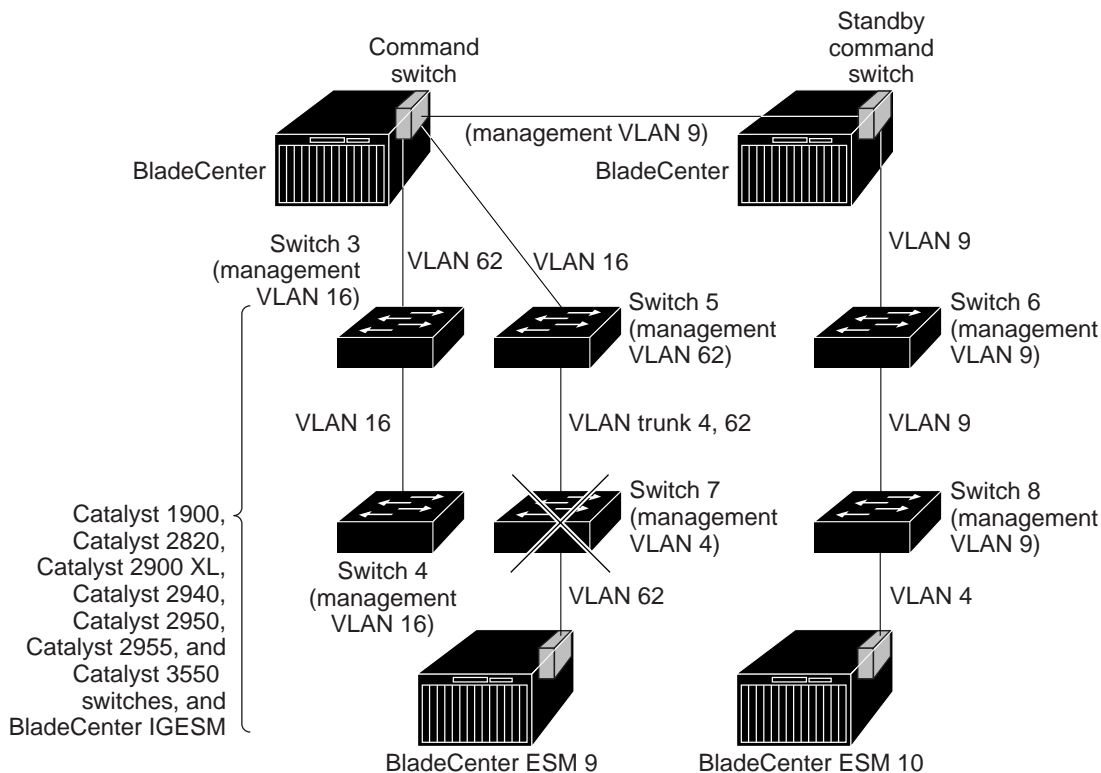 Command
switch
Standby
command
switch
(management VLAN 9)
BladeCenter
BladeCenter
Switch 3
(management
VLAN 16)
VLAN 62
VLAN 16
VLAN 9
Switch 5
(management
VLAN 62)
Switch 6
(management
VLAN 9)
VLAN 16
VLAN trunk 4, 62
VLAN 9
Switch 7
(management
VLAN 4)
Switch 8
(management
VLAN 9)
Catalyst 1900,
Catalyst 2820,
Catalyst 2900 XL,
Catalyst 2940,
Catalyst 2950,
Catalyst 2955, and
Catalyst 3550
switches, and
BladeCenter IGESM
Switch 4
(management
VLAN 16)
VLAN 62
VLAN 4
BladeCenter ESM 9
BladeCenter ESM 10